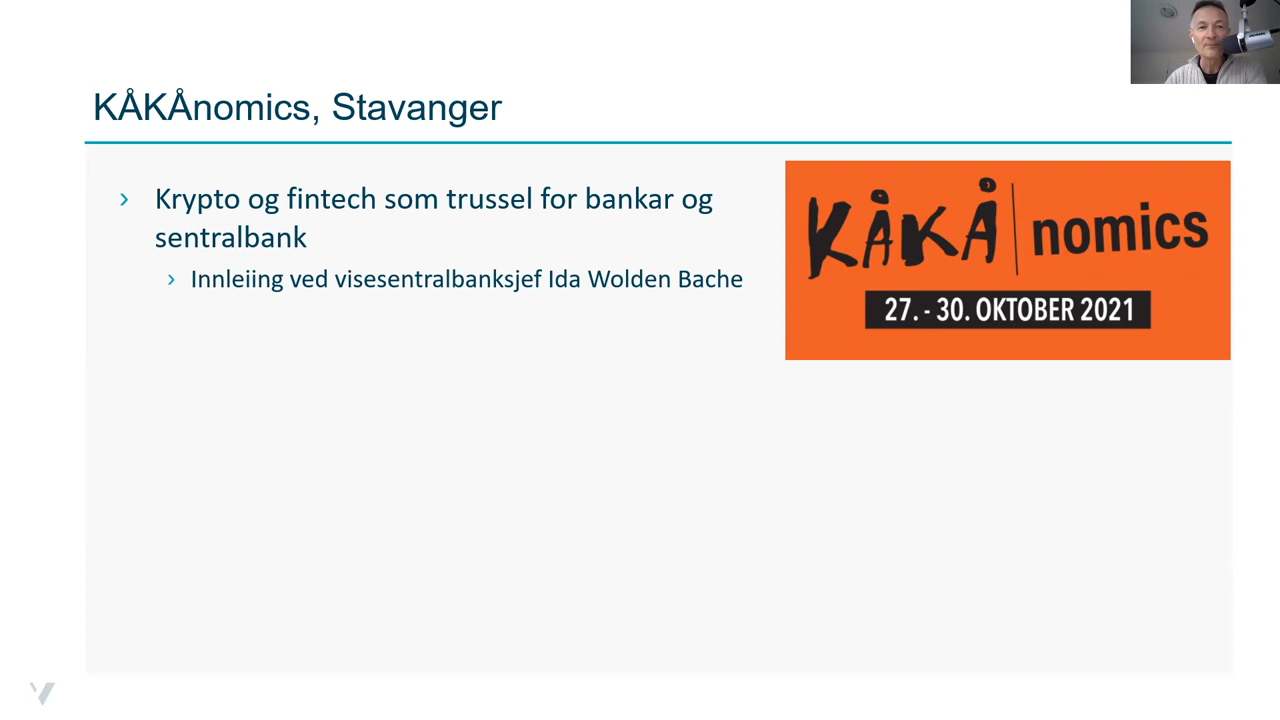 KÅKÅnomics, Stavanger
Krypto og fintech som trussel for bankar og
sentralbank
Innleiing ved visesentralbanksjef Ida Wolden Bache
KÅKÅ nomics
27. - 30. OKTOBER 2021